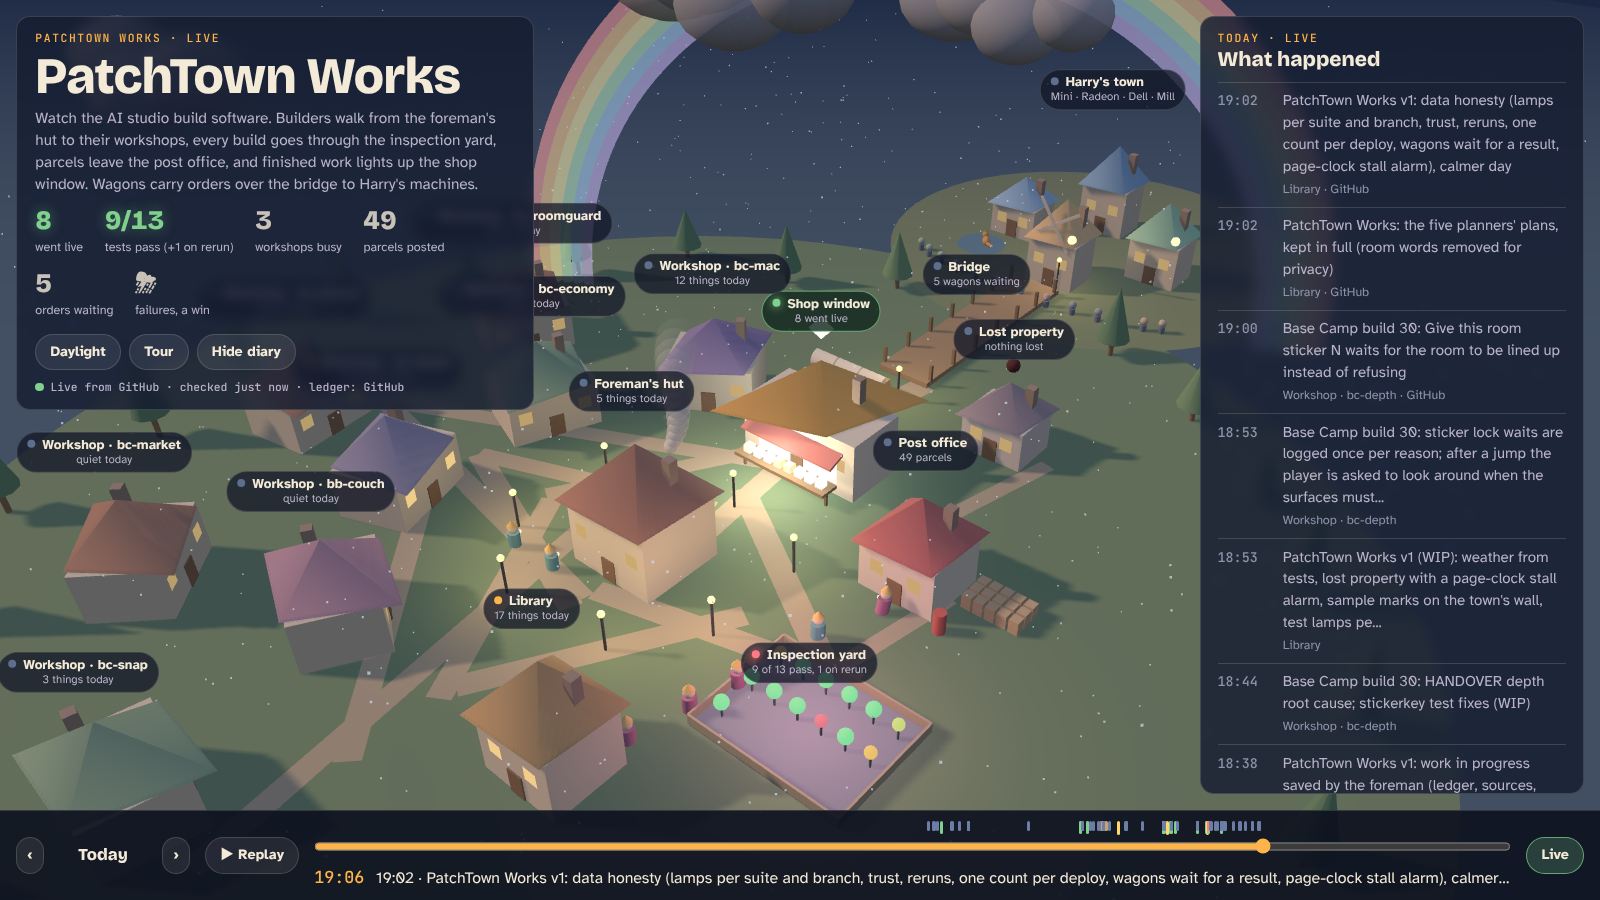 PATCHTOWN WORKS · LIVE
PatchTown Works
Watch the AI studio build software. Builders walk from the foreman's
hut to their workshops, every build goes through the inspection yard,
parcels leave the post office, and finished work lights up the shop
window. Wagons carry orders over the bridge to Harry's machines.
8
went live
9/13
tests pass (+1 on rerun)
3
workshops busy
49
parcels posted
5
orders waiting
failures, a win
Daylight
Tour
Hide diary
Live from GitHub · checked just now · ledger: GitHub
Harry's town
Mini · Radeon · Dell · Mill
roomguard
Workshop · bc-mac
12 things today
bc-economy
today
Bridge
5 wagons waiting
Shop window
8 went live
Lost property
nothing lost
Foreman's hut
5 things today
Workshop · bc-market
quiet today
Post office
49 parcels
Workshop · bb-couch
quiet today
Library
17 things today
Workshop · bc-snap
3 things today
Inspection yard
9 of 13 pass, 1 on rerun
TODAY · LIVE
What happened
19:02
PatchTown Works v1: data honesty (lamps
per suite and branch, trust, reruns, one
count per deploy, wagons wait for a result,
page-clock stall alarm), calmer day
Library · GitHub
19:02
PatchTown Works: the five planners' plans,
kept in full (room words removed for
privacy)
Library · GitHub
19:00
Base Camp build 30: Give this room
sticker N waits for the room to be lined up
instead of refusing
Workshop · bc-depth · GitHub
18:53
Base Camp build 30: sticker lock waits are
logged once per reason; after a jump the
player is asked to look around when the
surfaces must…
Workshop · bc-depth
18:53
PatchTown Works v1 (WIP): weather from
tests, lost property with a page-clock stall
alarm, sample marks on the town's wall,
test lamps pe…
Library
18:44
Base Camp build 30: HANDOVER depth
root cause; stickerkey test fixes (WIP)
Workshop · bc-depth
18:38
PatchTown Works v1: work in progress
saved by the foreman (ledger, sources,
‹
Today
›
▶ Replay
Live
19:06
19:02 · PatchTown Works v1: data honesty (lamps per suite and branch, trust, reruns, one count per deploy, wagons wait for a result, page-clock stall alarm), calmer…